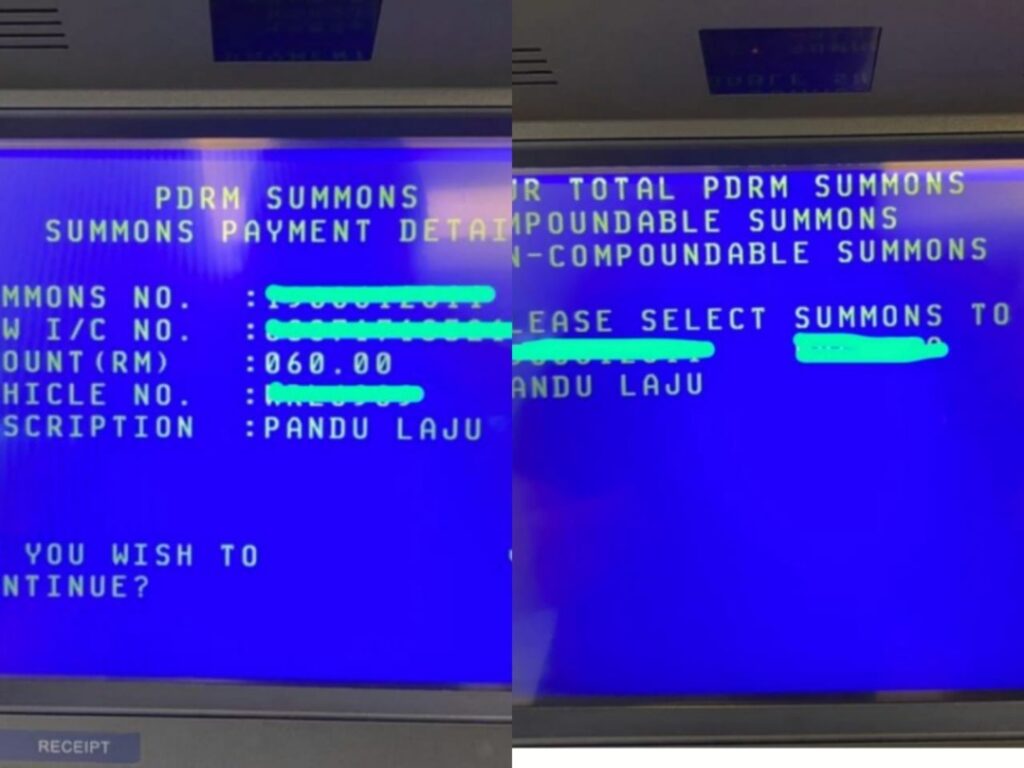 PDRM SUMMONS
SUMMONS PAYMENT DETAI
MMONS NO. :
W I/C NO. :
OUNT(RM) :060.00
HICLE NO. :
SCRIPTION :PANDU LAJU
YOU WISH TO
NTINUE?
RECEIPT
UR TOTAL PDRM SUMMONS
MPOUNDABLE SUMMONS
N-COMPOUNDABLE SUMMONS
LEASE SELECT SUMMONS TO
ANDU LAJU